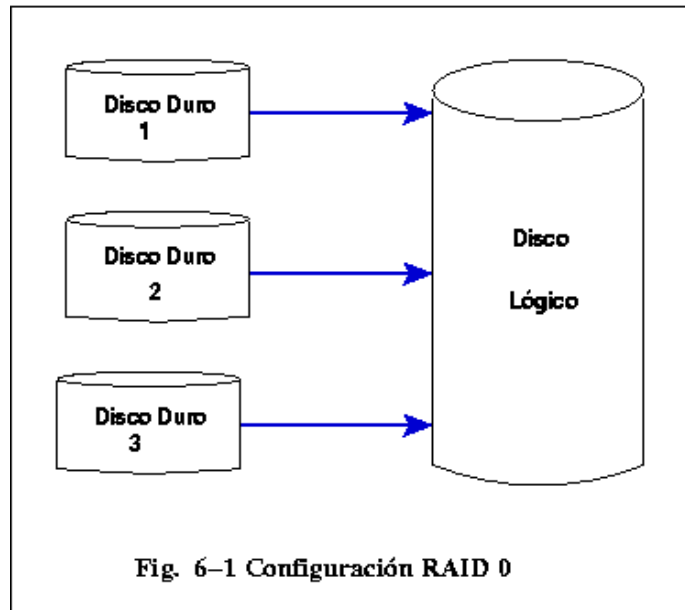 Disco Duro
1
Disco Duro
2
Disco Duro
3
Disco
Lógico
Fig. 6–1 Configuración RAID 0